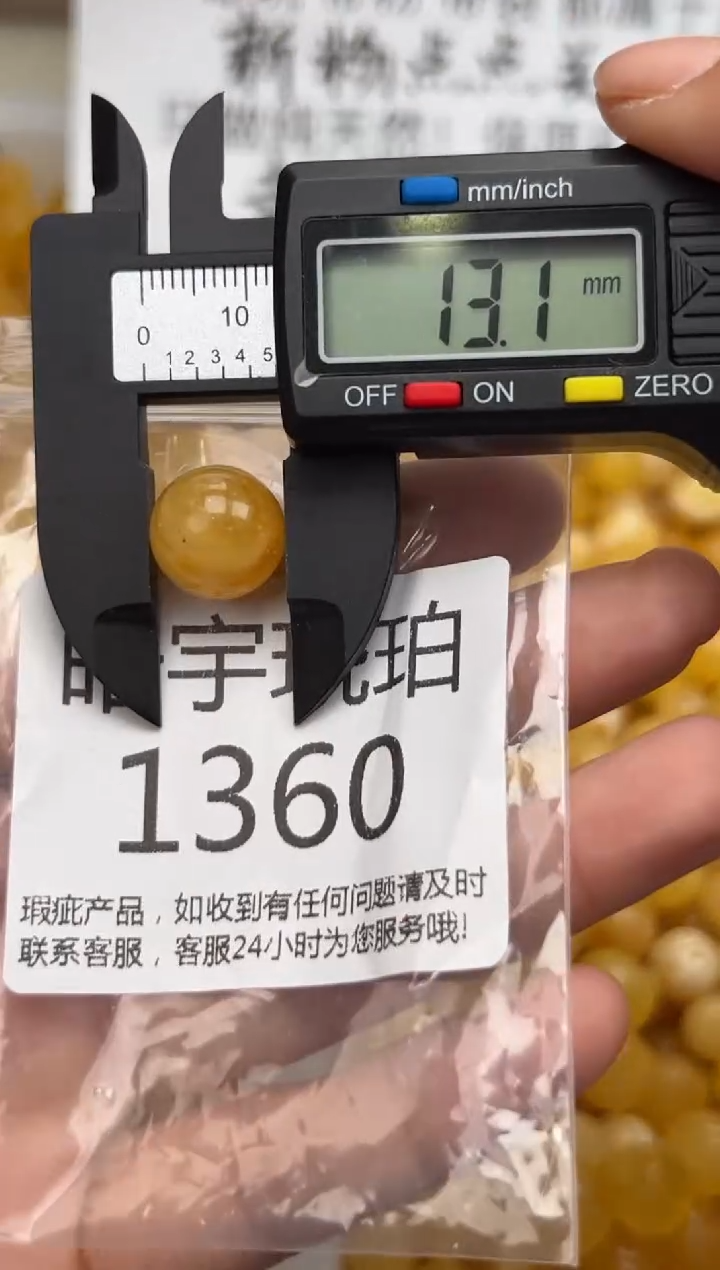 mm/inch
13.1 mm
0 10
1 2 3 4 5
OFF ON ZERO
宇 珀
1360
瑕疵产品，如收到有任何问题请及时
联系客服，客服24小时为您服务哦!